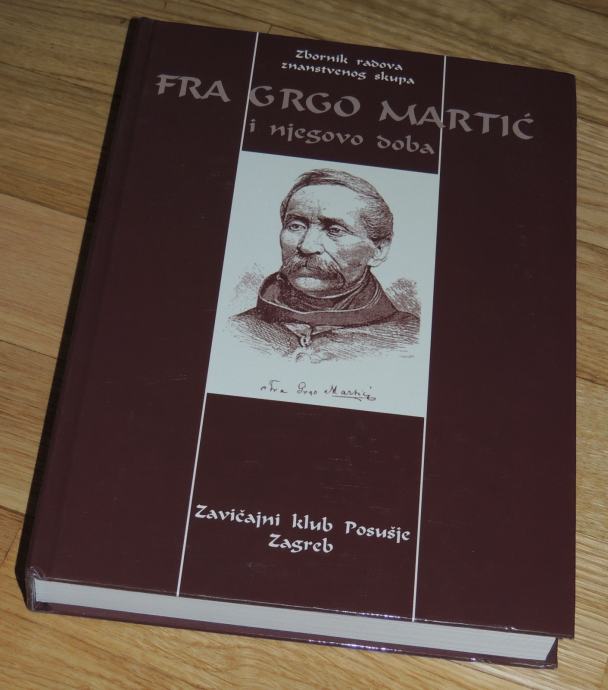 Zbornik radova
znanstvenog skupa
FRA GRGO MARTIĆ
i njegovo doba
Fra Grgo Martić
Zavičajni klub Posušje
Zagreb